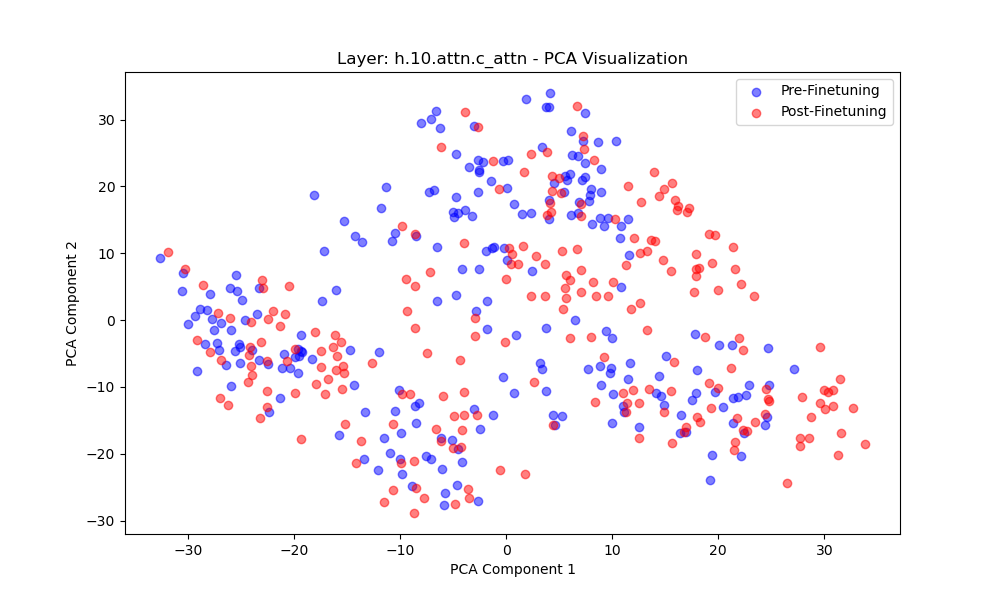 Layer: h.10.attn.c_attn - PCA Visualization
Pre-Finetuning
Post-Finetuning
PCA Component 2
30
20
10
0
−10
−20
−30
−30 −20 −10 0 10 20 30
PCA Component 1